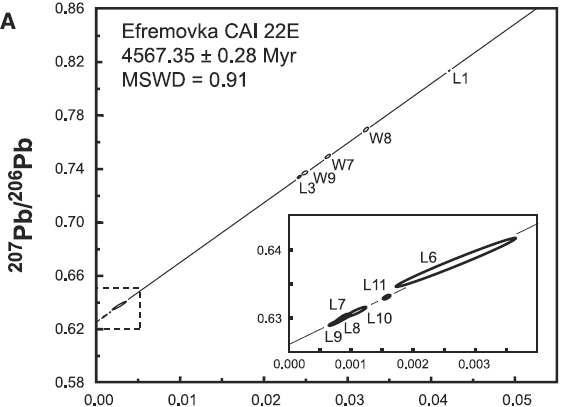 A
Efremovka CAI 22E
4567.35 ± 0.28 Myr
MSWD = 0.91
207Pb/206Pb
0.86
0.82
0.78
0.74
0.70
0.66
0.62
0.58
L1
W8
W7
W9
L3
0.64
0.63
L6
L11
L7
L10
L8
L9
0.000
0.001
0.002
0.003
0.00
0.01
0.02
0.03
0.04
0.05